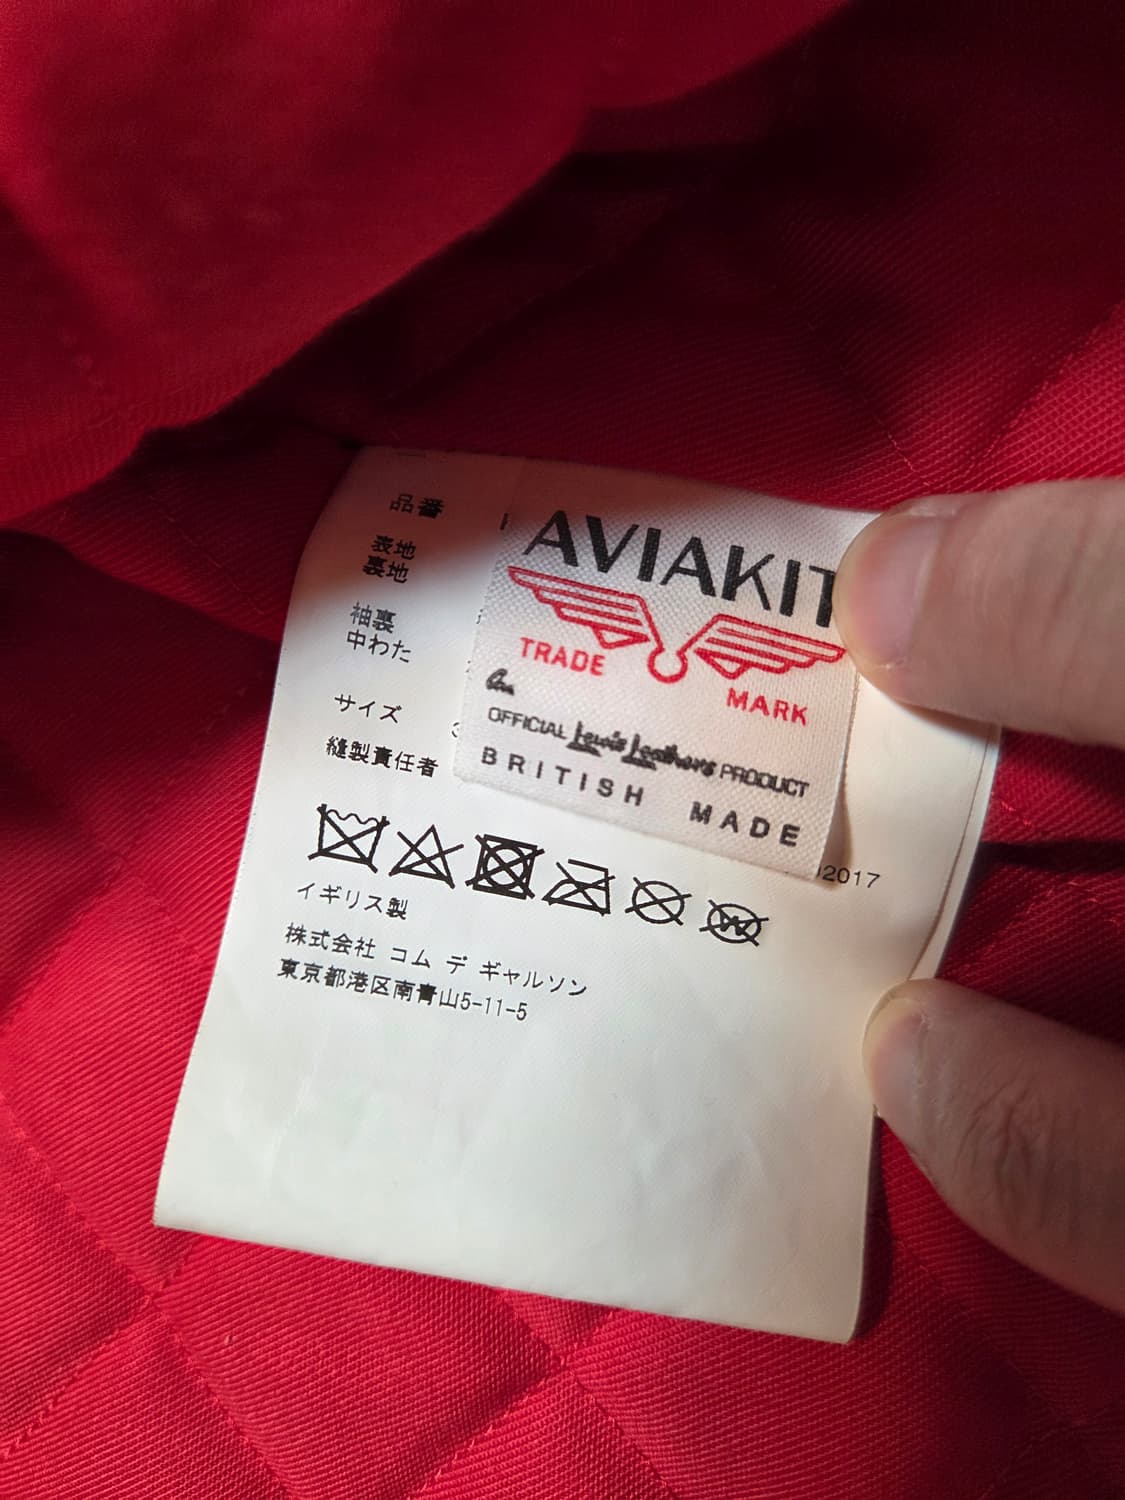 品番
表地
裏地
袖裏
中わた
サイズ
縫製責任者
AVIAKIT
TRADE MARK
An
OFFICIAL Lewis Leathers PRODUCT
BRITISH MADE
2017
イギリス製
株式会社 コム デ ギャルソン
東京都港区南青山5-11-5